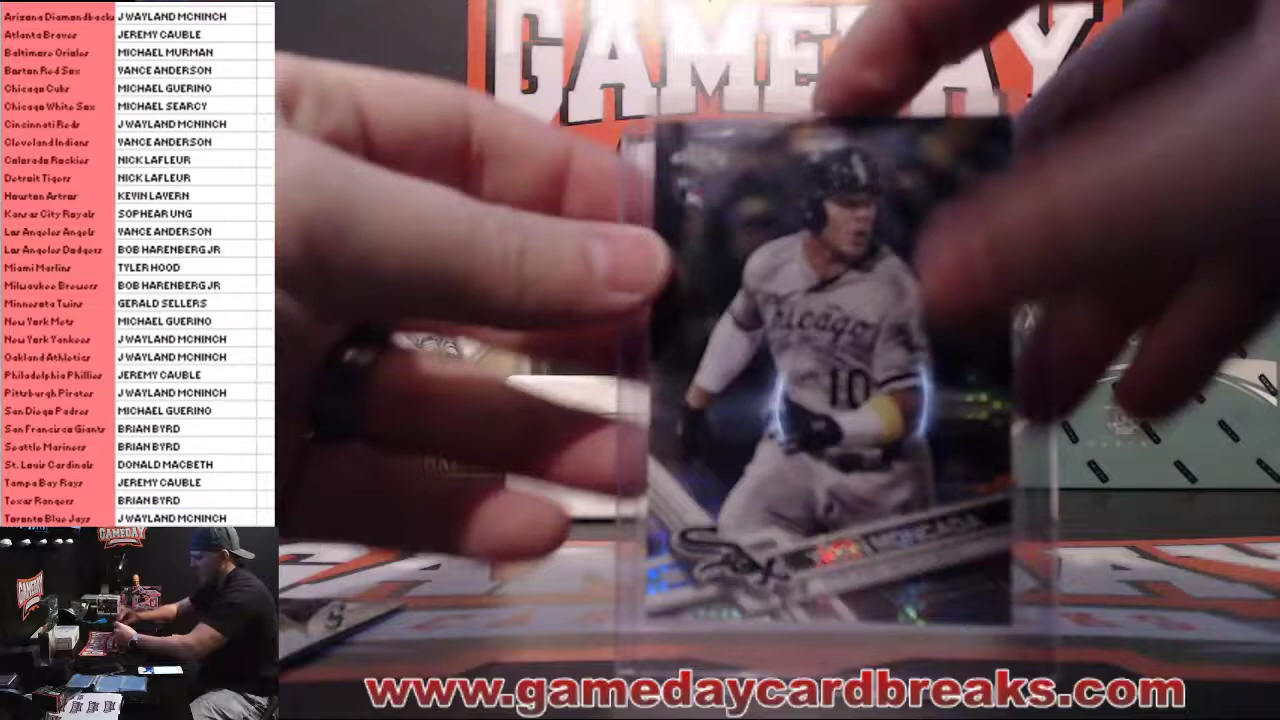 Arizona Diamondbacks J WAYLAND MCNINCH
Atlanta Braves JEREMY CAUBLE
Baltimore Orioles MICHAEL MURMAN
Boston Red Sox VANCE ANDERSON
Chicago Cubs MICHAEL GUERINO
Chicago White Sox MICHAEL SEARCY
Cincinnati Reds J WAYLAND MCNINCH
Cleveland Indians VANCE ANDERSON
Colorado Rockies NICK LAFLEUR
Detroit Tigers NICK LAFLEUR
Houston Astros KEVIN LAVERN
Kansas City Royals SOPHEAR UNG
Los Angeles Angels VANCE ANDERSON
Los Angeles Dodgers BOB HARENBERG JR
Miami Marlins TYLER HOOD
Milwaukee Brewers BOB HARENBERG JR
Minnesota Twins GERALD SELLERS
New York Mets MICHAEL GUERINO
New York Yankees J WAYLAND MCNINCH
Oakland Athletics J WAYLAND MCNINCH
Philadelphia Phillies JEREMY CAUBLE
Pittsburgh Pirates J WAYLAND MCNINCH
San Diego Padres MICHAEL GUERINO
San Francisco Giants BRIAN BYRD
Seattle Mariners BRIAN BYRD
St. Louis Cardinals DONALD MACBETH
Tampa Bay Rays JEREMY CAUBLE
Texas Rangers BRIAN BYRD
Toronto Blue Jays J WAYLAND MCNINCH
GAMEDAY
Chicago
10
Sox
MONCADA
GAMEDAY
GAMEDAY
www.gamedaycardbreaks.com